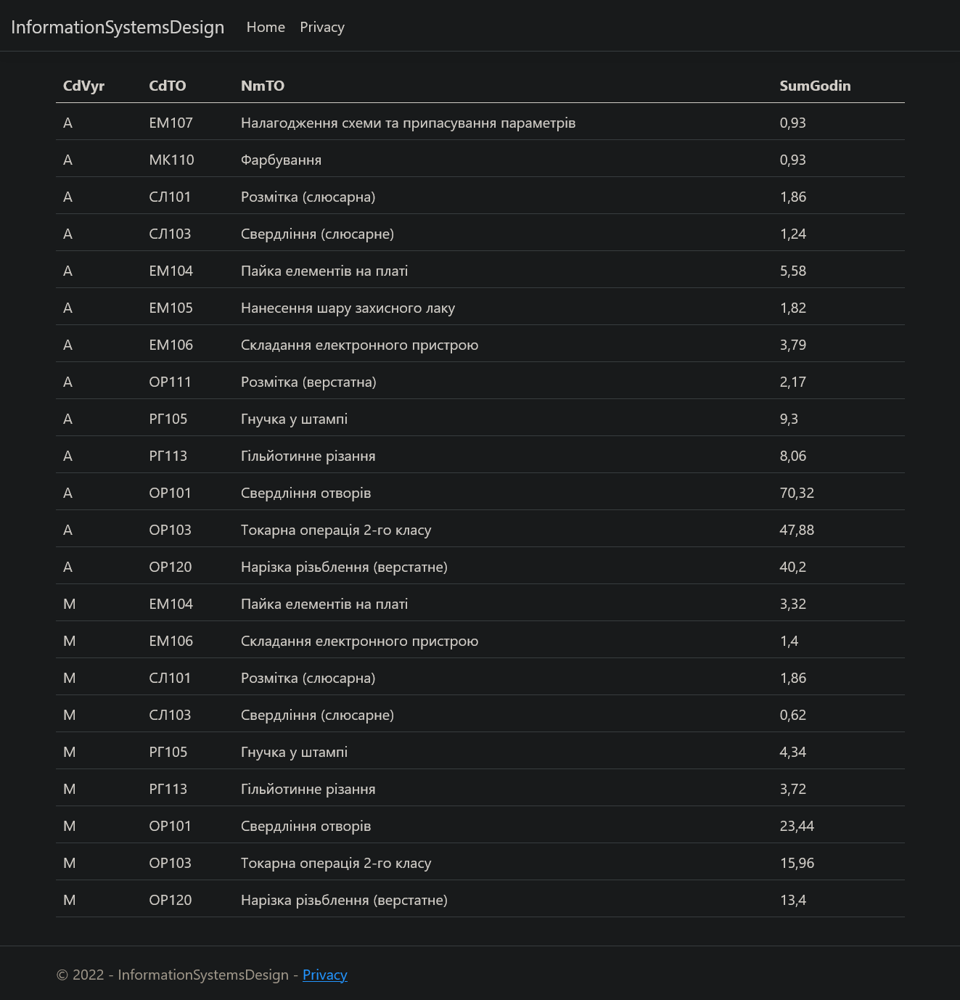 InformationSystemsDesign Home Privacy
CdVyr CdTO NmTO SumGodin
А ЕМ107 Налагодження схеми та припасування параметрів 0,93
А МК110 Фарбування 0,93
А СЛ101 Розмітка (слюсарна) 1,86
А СЛ103 Свердління (слюсарне) 1,24
А ЕМ104 Пайка елементів на платі 5,58
А ЕМ105 Нанесення шару захисного лаку 1,82
А ЕМ106 Складання електронного пристрою 3,79
А ОР111 Розмітка (верстатна) 2,17
А РГ105 Гнучка у штампі 9,3
А РГ113 Гільйотинне різання 8,06
А ОР101 Свердління отворів 70,32
А ОР103 Токарна операція 2-го класу 47,88
А ОР120 Нарізка різьблення (верстатне) 40,2
М ЕМ104 Пайка елементів на платі 3,32
М ЕМ106 Складання електронного пристрою 1,4
М СЛ101 Розмітка (слюсарна) 1,86
М СЛ103 Свердління (слюсарне) 0,62
М РГ105 Гнучка у штампі 4,34
М РГ113 Гільйотинне різання 3,72
М ОР101 Свердління отворів 23,44
М ОР103 Токарна операція 2-го класу 15,96
М ОР120 Нарізка різьблення (верстатне) 13,4
© 2022 - InformationSystemsDesign - Privacy